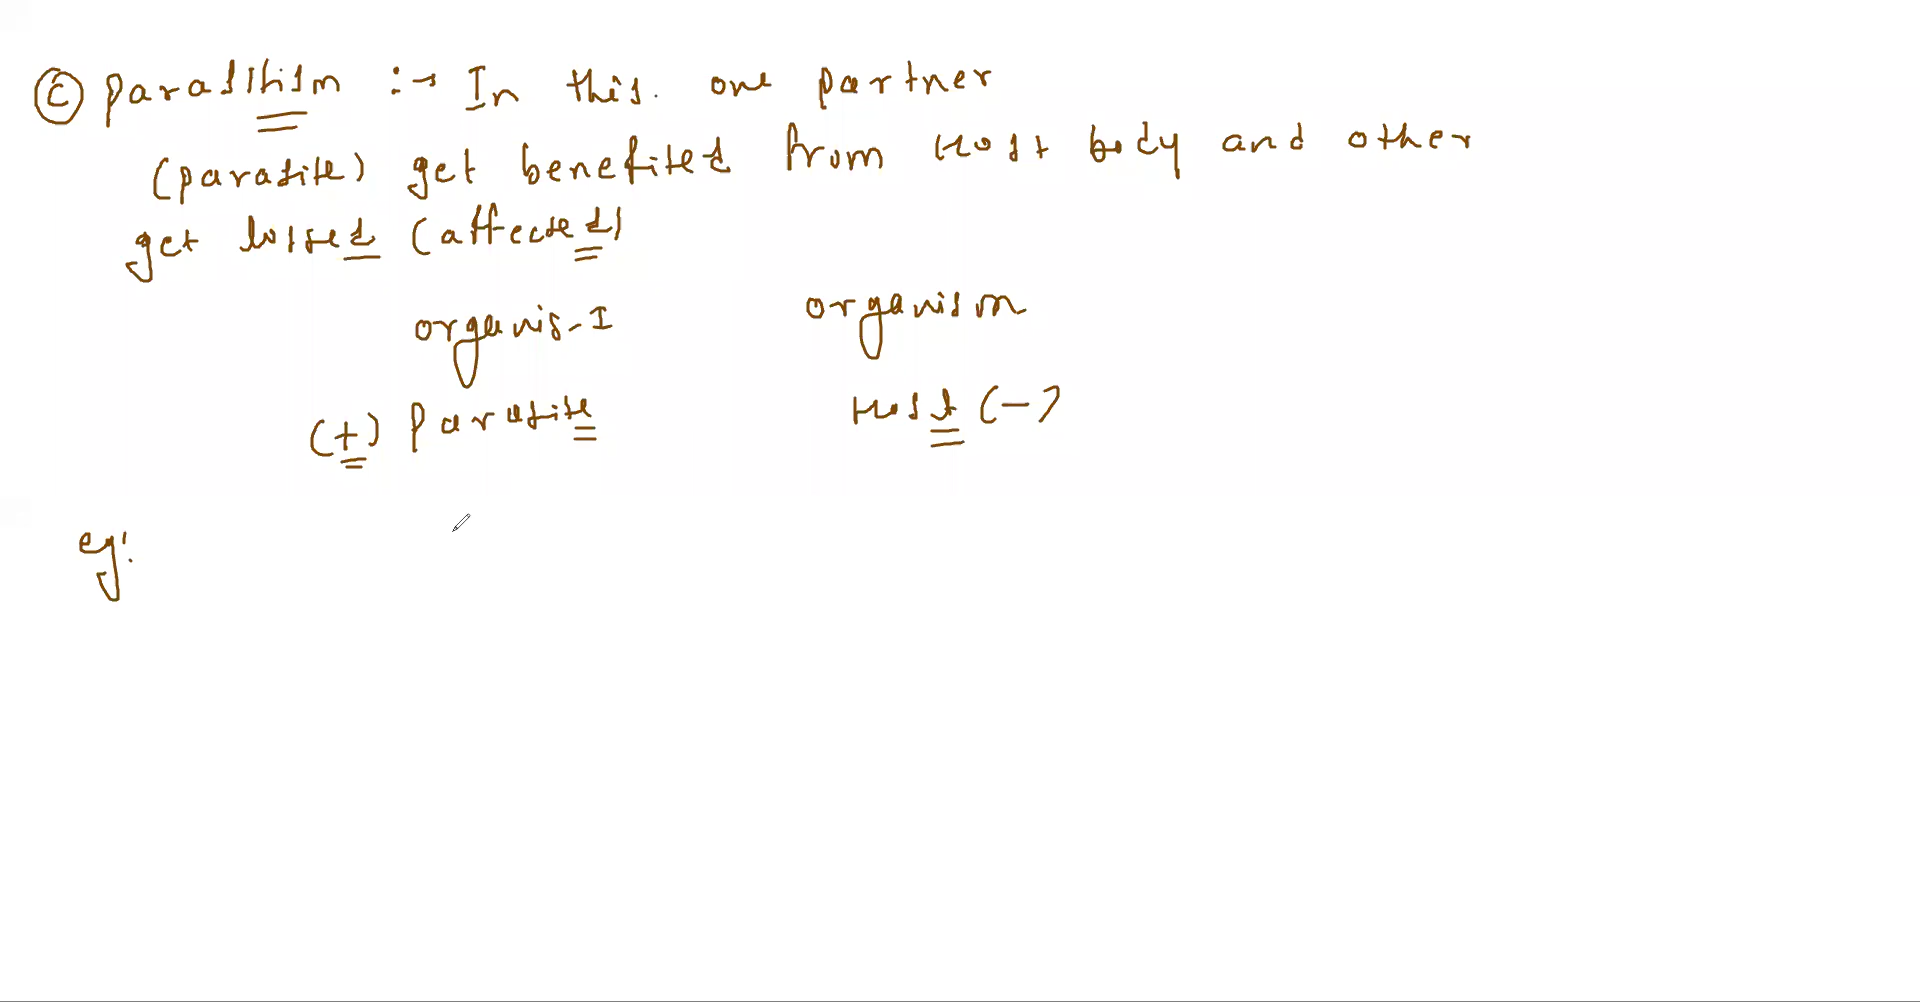 © parasitism :→ In this. one partner
(parasite) get benefited from Host body and other
get lossed (affected)
organis-I organism
(+) Parasite Host (-)
eg: